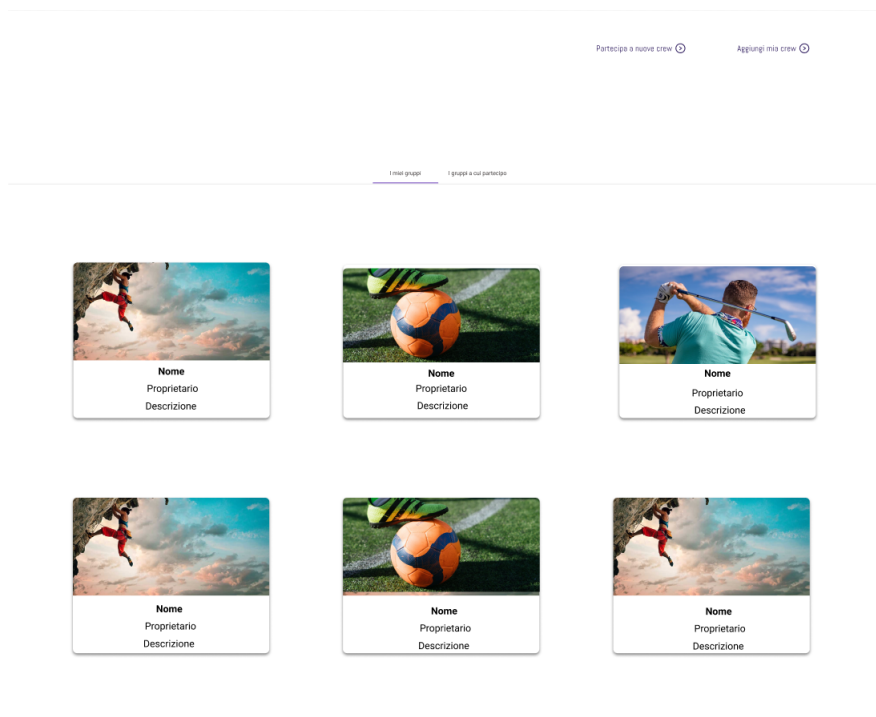 Partecipa a nuove crew
Aggiungi mia crew
I miei gruppi
I gruppi a cui partecipo
Nome
Proprietario
Descrizione
Nome
Proprietario
Descrizione
Nome
Proprietario
Descrizione
Nome
Proprietario
Descrizione
Nome
Proprietario
Descrizione
Nome
Proprietario
Descrizione